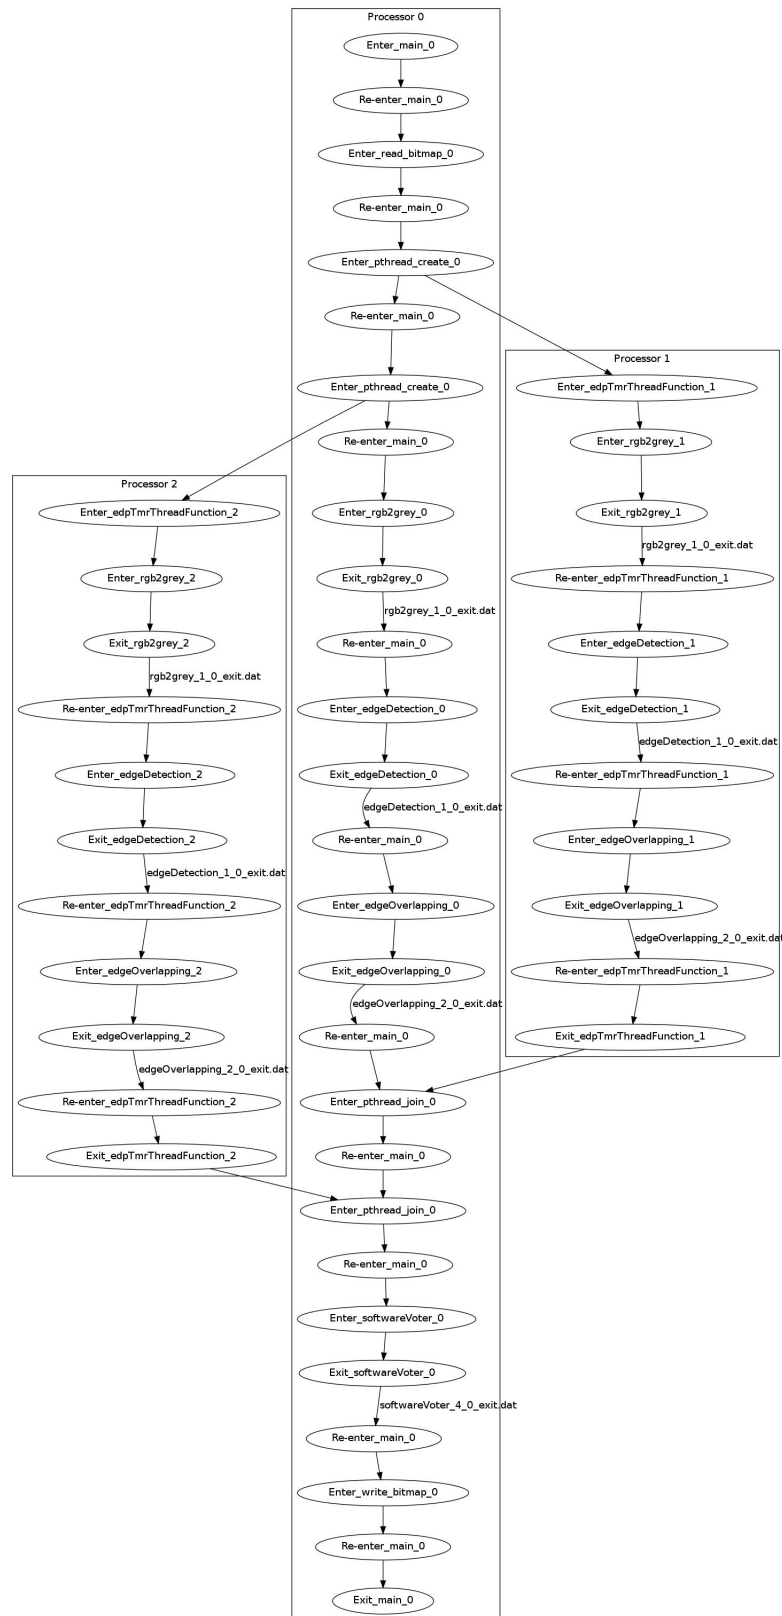 Processor 0
Enter_main_0
Re-enter_main_0
Enter_read_bitmap_0
Re-enter_main_0
Enter_pthread_create_0
Re-enter_main_0
Enter_pthread_create_0
Re-enter_main_0
Enter_rgb2grey_0
Exit_rgb2grey_0
rgb2grey_1_0_exit.dat
Re-enter_main_0
Enter_edgeDetection_0
Exit_edgeDetection_0
edgeDetection_1_0_exit.dat
Re-enter_main_0
Enter_edgeOverlapping_0
Exit_edgeOverlapping_0
edgeOverlapping_2_0_exit.dat
Re-enter_main_0
Enter_pthread_join_0
Re-enter_main_0
Enter_pthread_join_0
Re-enter_main_0
Enter_softwareVoter_0
Exit_softwareVoter_0
softwareVoter_4_0_exit.dat
Re-enter_main_0
Enter_write_bitmap_0
Re-enter_main_0
Exit_main_0
Processor 1
Enter_edpTmrThreadFunction_1
Enter_rgb2grey_1
Exit_rgb2grey_1
rgb2grey_1_0_exit.dat
Re-enter_edpTmrThreadFunction_1
Enter_edgeDetection_1
Exit_edgeDetection_1
edgeDetection_1_0_exit.dat
Re-enter_edpTmrThreadFunction_1
Enter_edgeOverlapping_1
Exit_edgeOverlapping_1
edgeOverlapping_2_0_exit.dat
Re-enter_edpTmrThreadFunction_1
Exit_edpTmrThreadFunction_1
Processor 2
Enter_edpTmrThreadFunction_2
Enter_rgb2grey_2
Exit_rgb2grey_2
rgb2grey_1_0_exit.dat
Re-enter_edpTmrThreadFunction_2
Enter_edgeDetection_2
Exit_edgeDetection_2
edgeDetection_1_0_exit.dat
Re-enter_edpTmrThreadFunction_2
Enter_edgeOverlapping_2
Exit_edgeOverlapping_2
edgeOverlapping_2_0_exit.dat
Re-enter_edpTmrThreadFunction_2
Exit_edpTmrThreadFunction_2